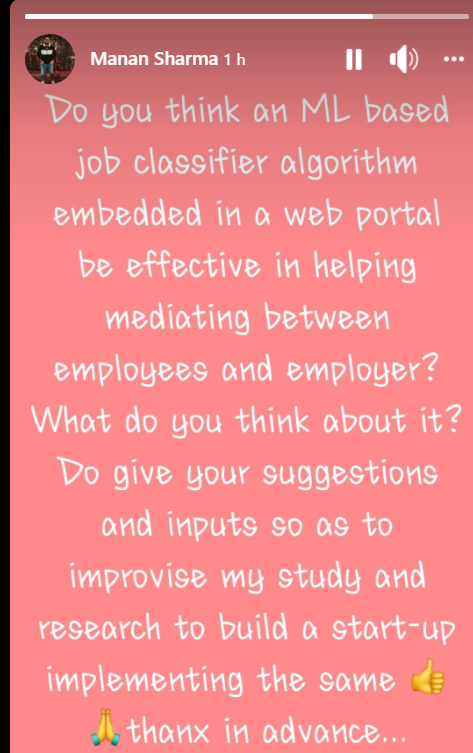 Manan Sharma 1 h
Do you think an ML based
job classifier algorithm
embedded in a web portal
be effective in helping
mediating between
employees and employer?
What do you think about it?
Do give your suggestions
and inputs so as to
improvise my study and
research to build a start-up
implementing the same 👍
🙏 thanx in advance...